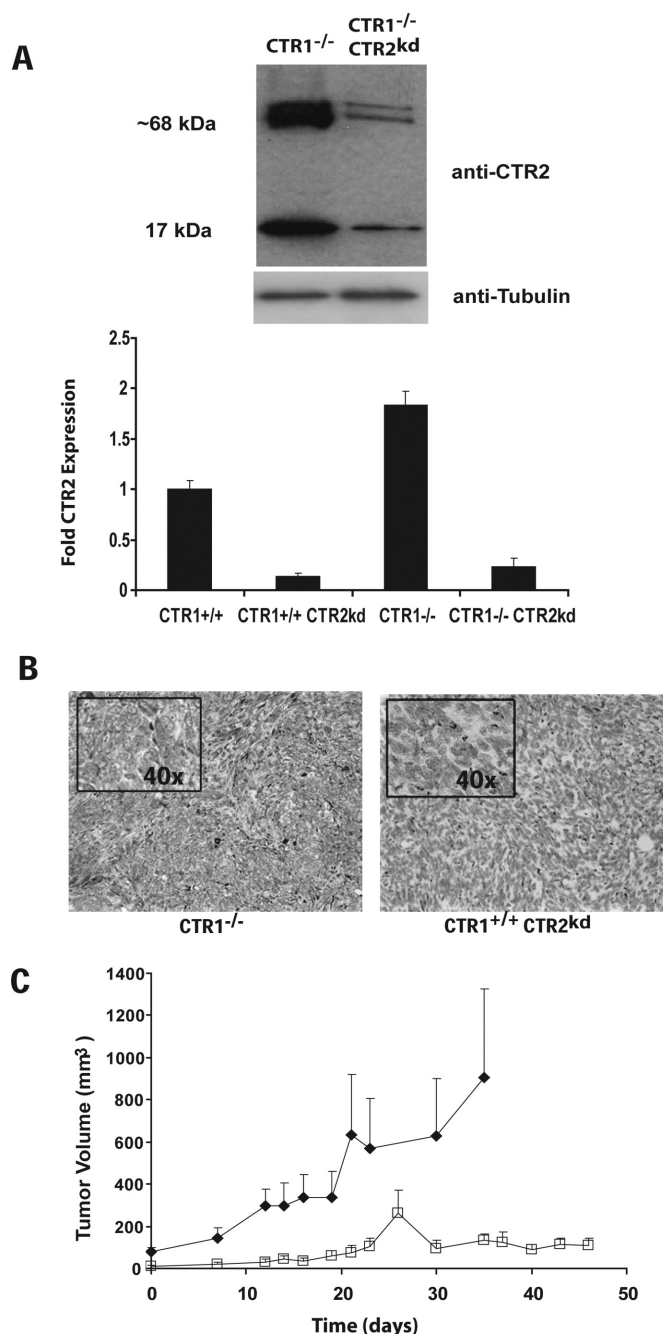 A
CTR1-/-
CTR1-/-
CTR2kd
~68 kDa
17 kDa
anti-CTR2
anti-Tubulin
Fold CTR2 Expression
2.5
2
1.5
1
0.5
0
CTR1+/+
CTR1+/+ CTR2kd
CTR1-/-
CTR1-/- CTR2kd
B
40x
40x
CTR1-/-
CTR1+/+ CTR2kd
C
Tumor Volume (mm3)
1400
1200
1000
800
600
400
200
0
0 10 20 30 40 50
Time (days)